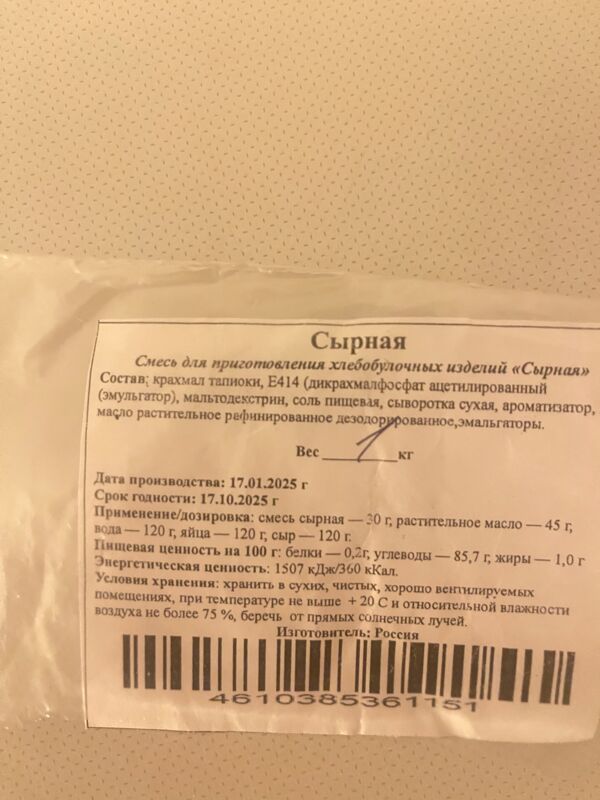 Сырная
Смесь для приготовления хлебобулочных изделий «Сырная»
Состав: крахмал тапиоки, Е414 (дикрахмалфосфат ацетилированный
(эмульгатор), мальтодекстрин, соль пищевая, сыворотка сухая, ароматизатор,
масло растительное рефинированное дезодорированное,эмальгаторы.
Вес 1 кг
Дата производства: 17.01.2025 г
Срок годности: 17.10.2025 г
Применение/дозировка: смесь сырная — 30 г, растительное масло — 45 г,
вода — 120 г, яйца — 120 г, сыр — 120 г.
Пищевая ценность на 100 г: белки — 0,2г, углеводы — 85,7 г, жиры — 1,0 г
Энергетическая ценность: 1507 кДж/360 кКал.
Условия хранения: хранить в сухих, чистых, хорошо вентилируемых
помещениях, при температуре не выше + 20 С и относительной влажности
воздуха не более 75 %, беречь от прямых солнечных лучей.
Изготовитель: Россия
4610385361151